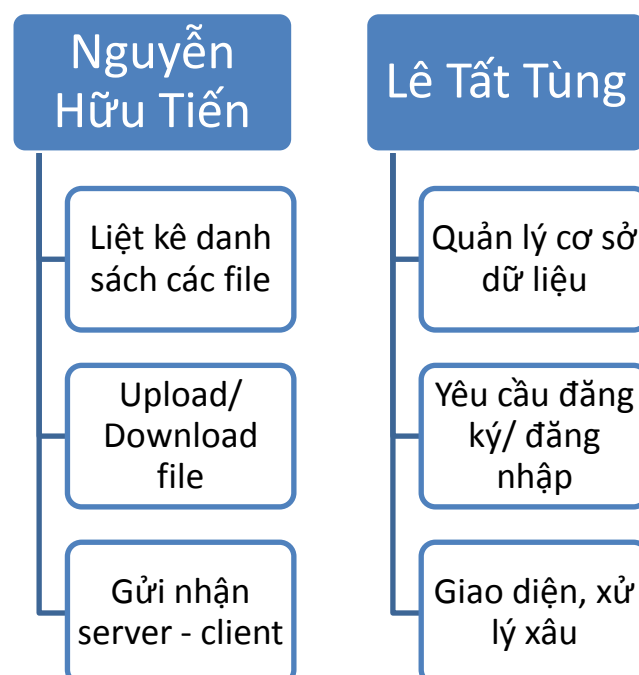 Nguyễn
Hữu Tiến
Liệt kê danh
sách các file
Upload/
Download
file
Gửi nhận
server - client
Lê Tất Tùng
Quản lý cơ sở
dữ liệu
Yêu cầu đăng
ký/ đăng
nhập
Giao diện, xử
lý xâu